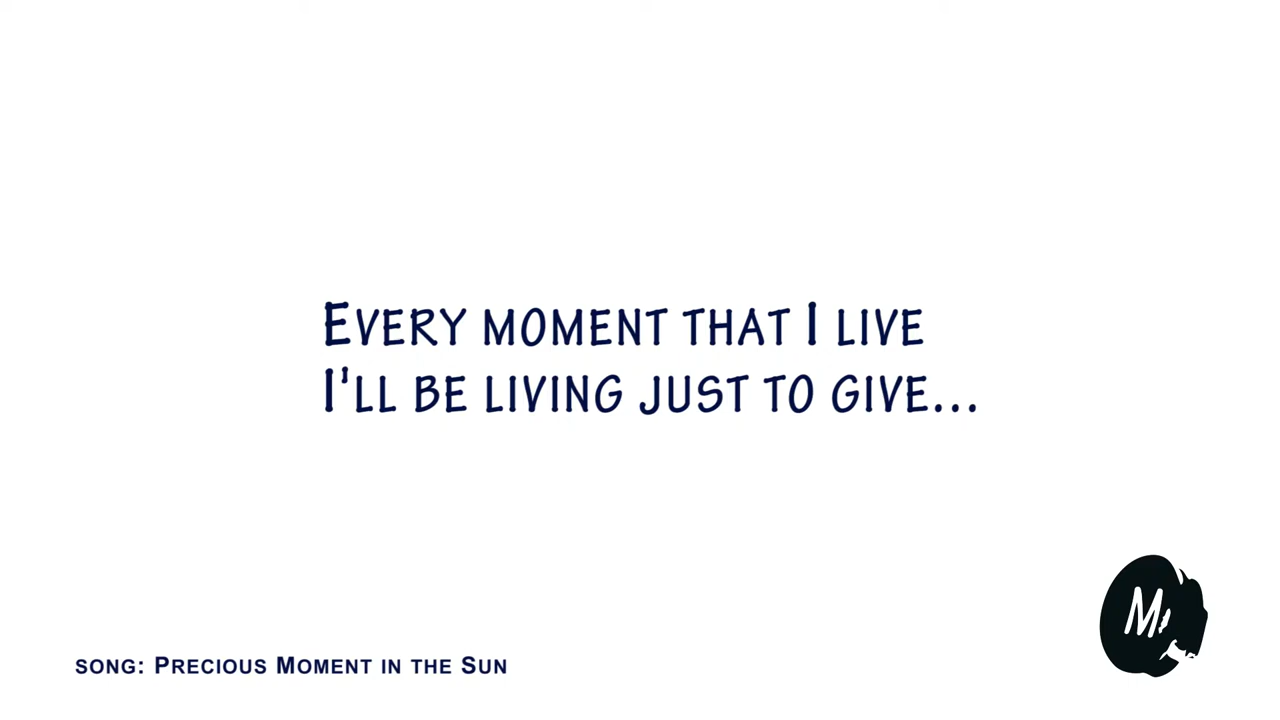 Every moment that I live
I'll be living just to give...
M
song: Precious Moment in the Sun